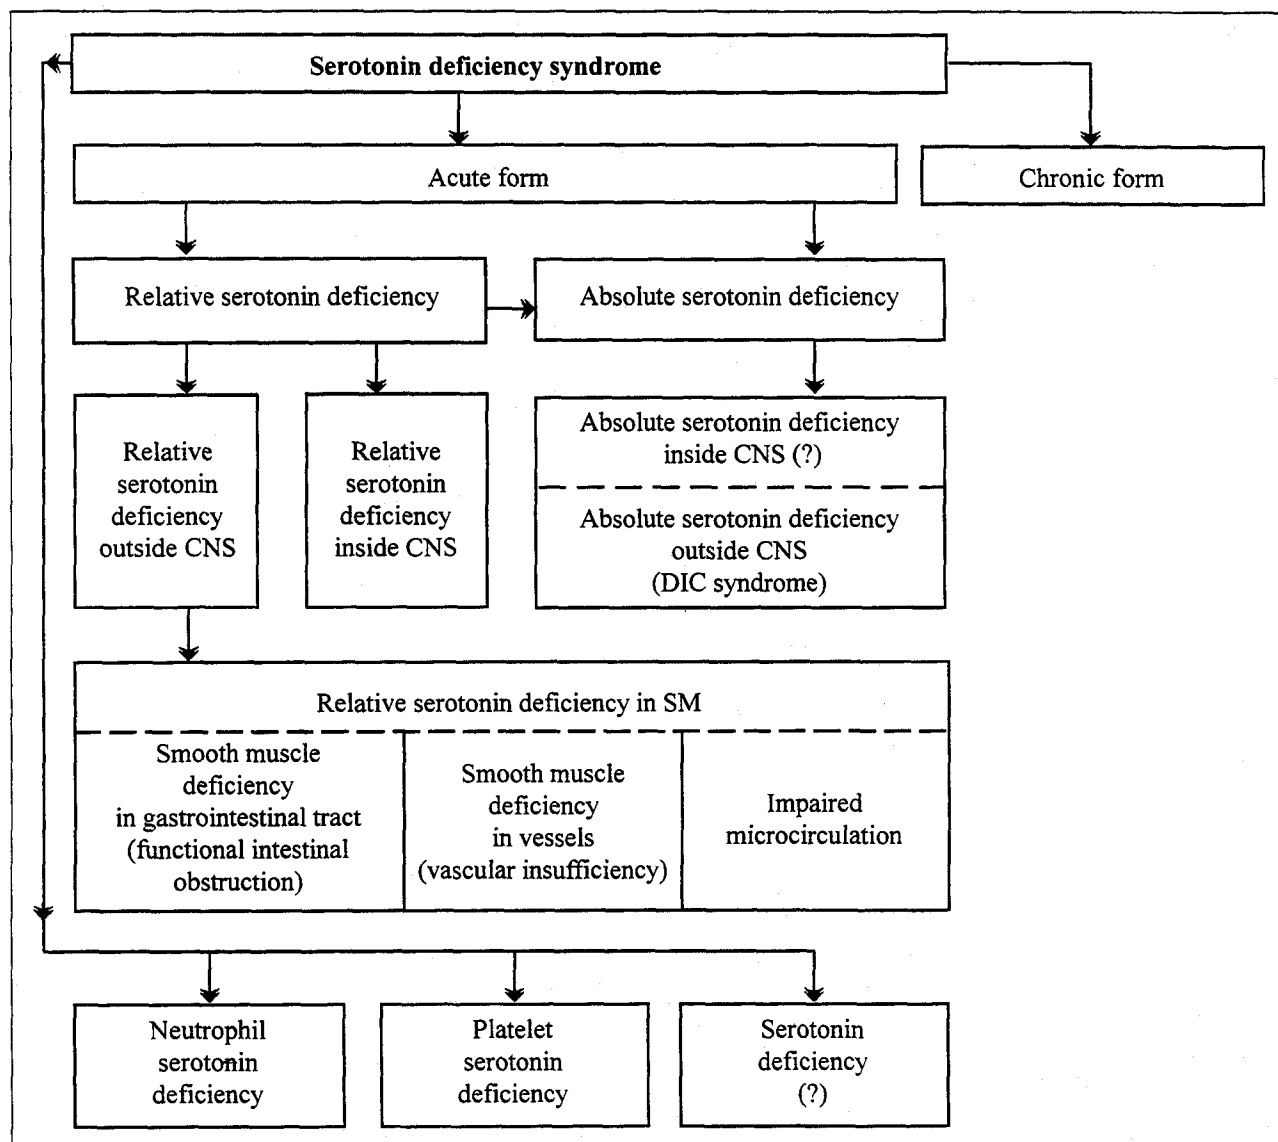 Serotonin deficiency syndrome
Acute form
Chronic form
Relative serotonin deficiency
Absolute serotonin deficiency
Relative
serotonin
deficiency
outside CNS
Relative
serotonin
deficiency
inside CNS
Absolute serotonin deficiency
inside CNS (?)
Absolute serotonin deficiency
outside CNS
(DIC syndrome)
Relative serotonin deficiency in SM
Smooth muscle
deficiency
in gastrointestinal tract
(functional intestinal
obstruction)
Smooth muscle
deficiency
in vessels
(vascular insufficiency)
Impaired
microcirculation
Neutrophil
serotonin
deficiency
Platelet
serotonin
deficiency
Serotonin
deficiency
(?)